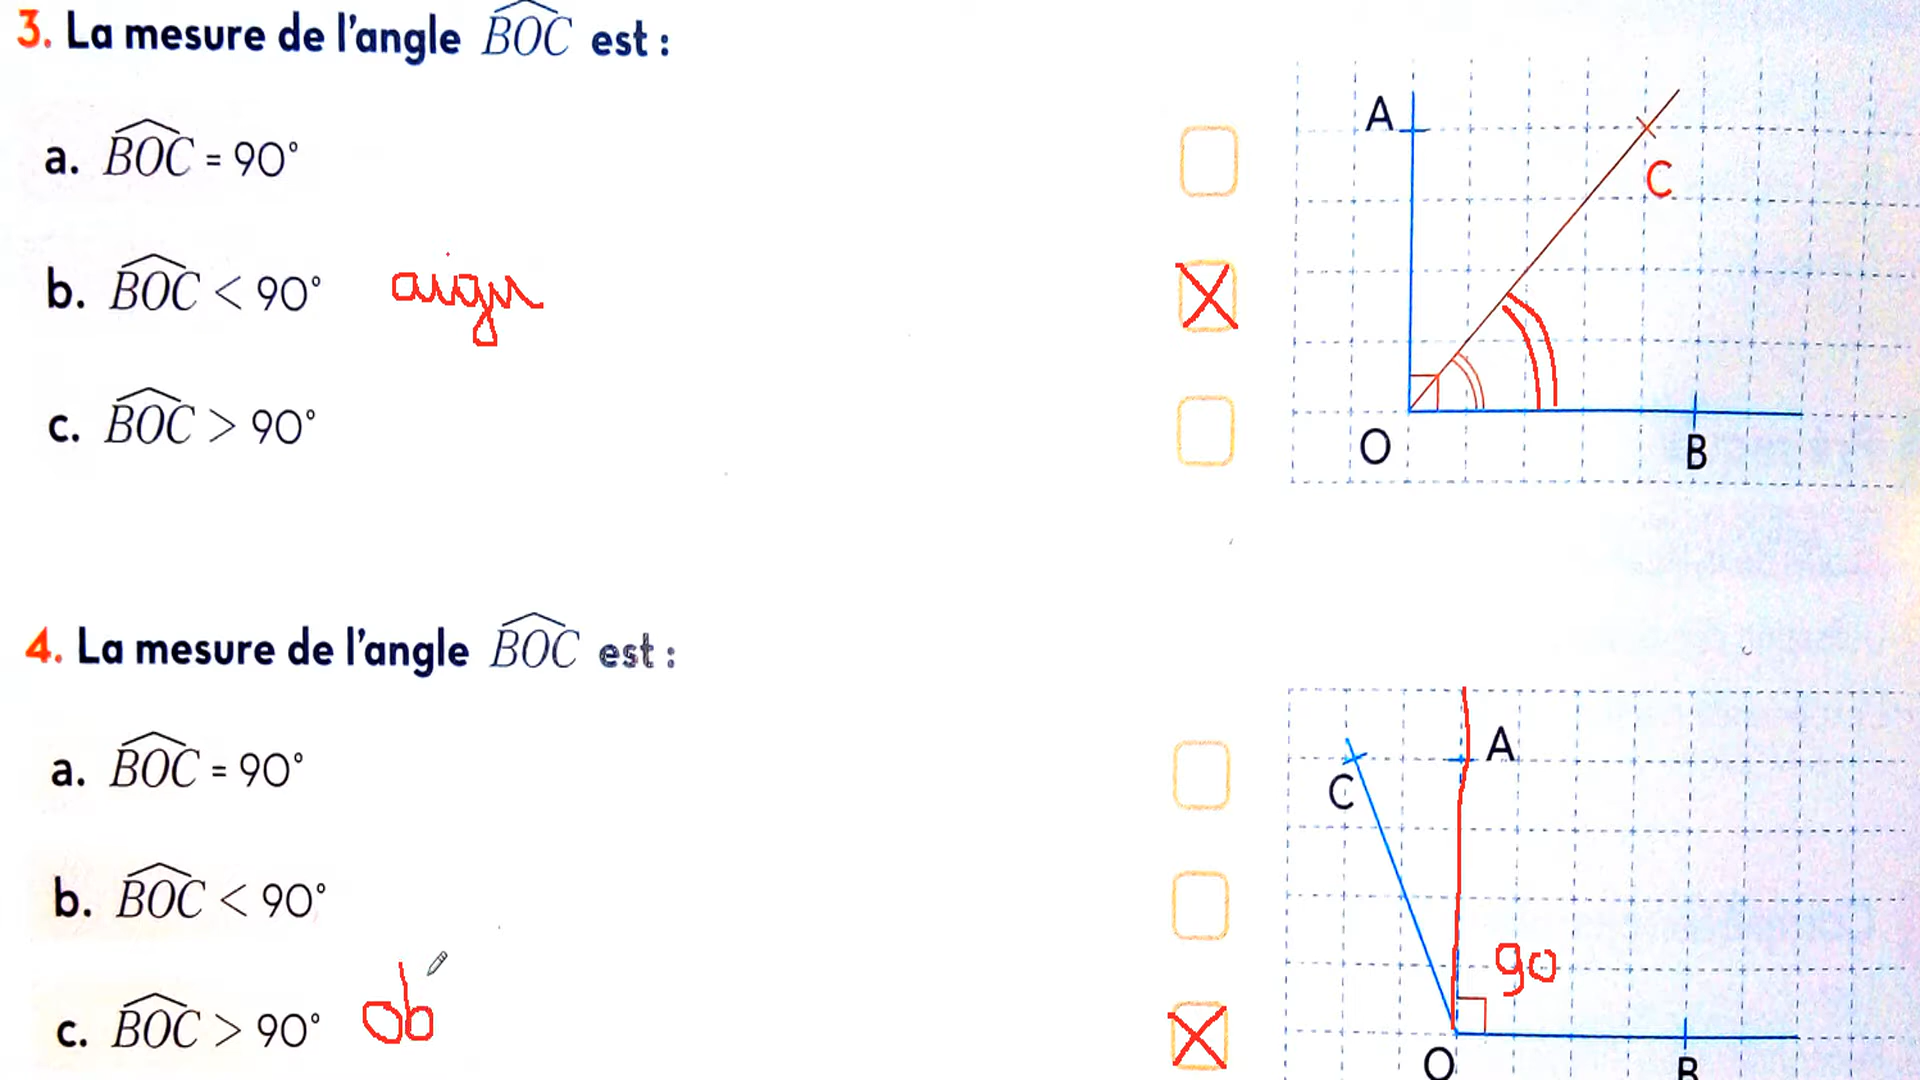 3. La mesure de l'angle BOC est :
a. BOC = 90°
b. BOC < 90° aigu
c. BOC > 90°
A
C
O
B
4. La mesure de l'angle BOC est :
a. BOC = 90°
b. BOC < 90°
c. BOC > 90° ob
A
C
90
O
B